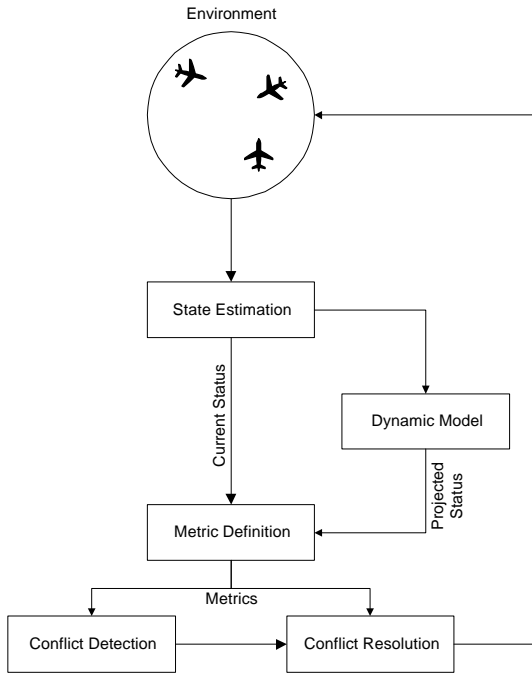 Environment
State Estimation
Current Status
Dynamic Model
Projected
Status
Metric Definition
Metrics
Conflict Detection
Conflict Resolution